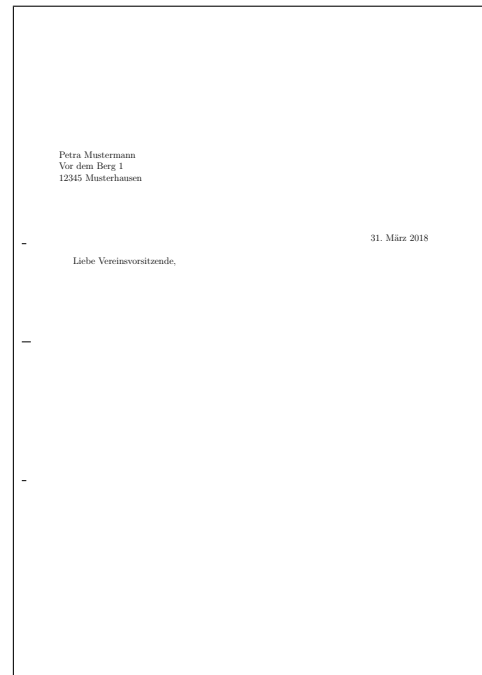 Petra Mustermann
Vor dem Berg 1
12345 Musterhausen
31. März 2018
Liebe Vereinsvorsitzende,